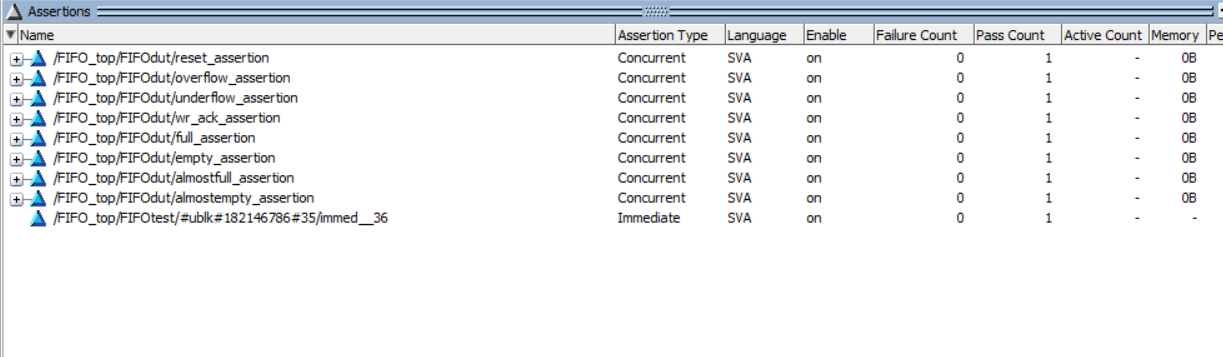 Assertions
Name Assertion Type Language Enable Failure Count Pass Count Active Count Memory Pe
/FIFO_top/FIFOdut/reset_assertion Concurrent SVA on 0 1 - 0B
/FIFO_top/FIFOdut/overflow_assertion Concurrent SVA on 0 1 - 0B
/FIFO_top/FIFOdut/underflow_assertion Concurrent SVA on 0 1 - 0B
/FIFO_top/FIFOdut/wr_ack_assertion Concurrent SVA on 0 1 - 0B
/FIFO_top/FIFOdut/full_assertion Concurrent SVA on 0 1 - 0B
/FIFO_top/FIFOdut/empty_assertion Concurrent SVA on 0 1 - 0B
/FIFO_top/FIFOdut/almostfull_assertion Concurrent SVA on 0 1 - 0B
/FIFO_top/FIFOdut/almostempty_assertion Concurrent SVA on 0 1 - 0B
/FIFO_top/FIFOtest/#ublk#182146786#35/immed__36 Immediate SVA on 0 1 - -